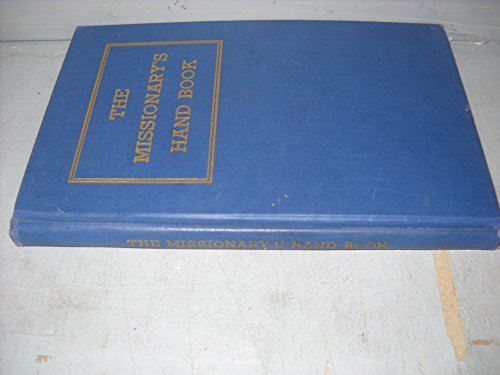 THE
MISSIONARY'S
HAND BOOK
THE MISSIONARY'S HAND BOOK